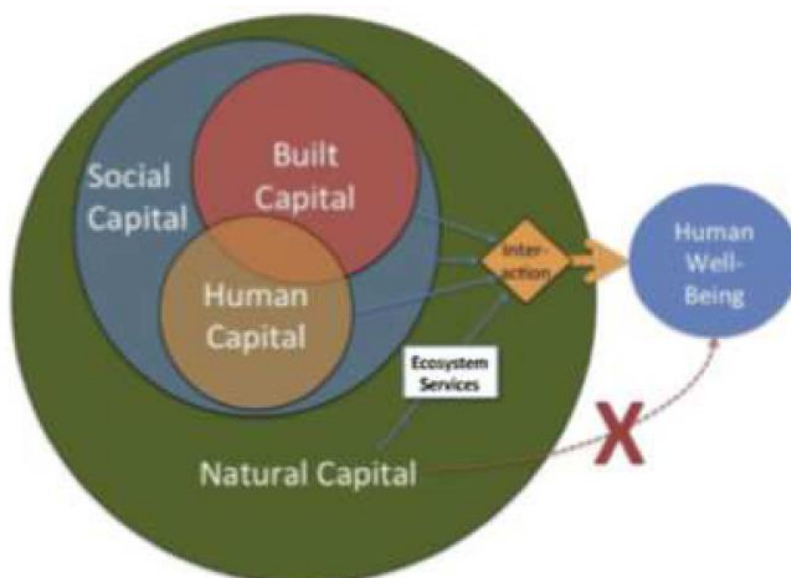 Built
Capital
Social
Capital
Human
Capital
Inter-
action
Human
Well-
Being
Ecosystem
Services
Natural Capital
X